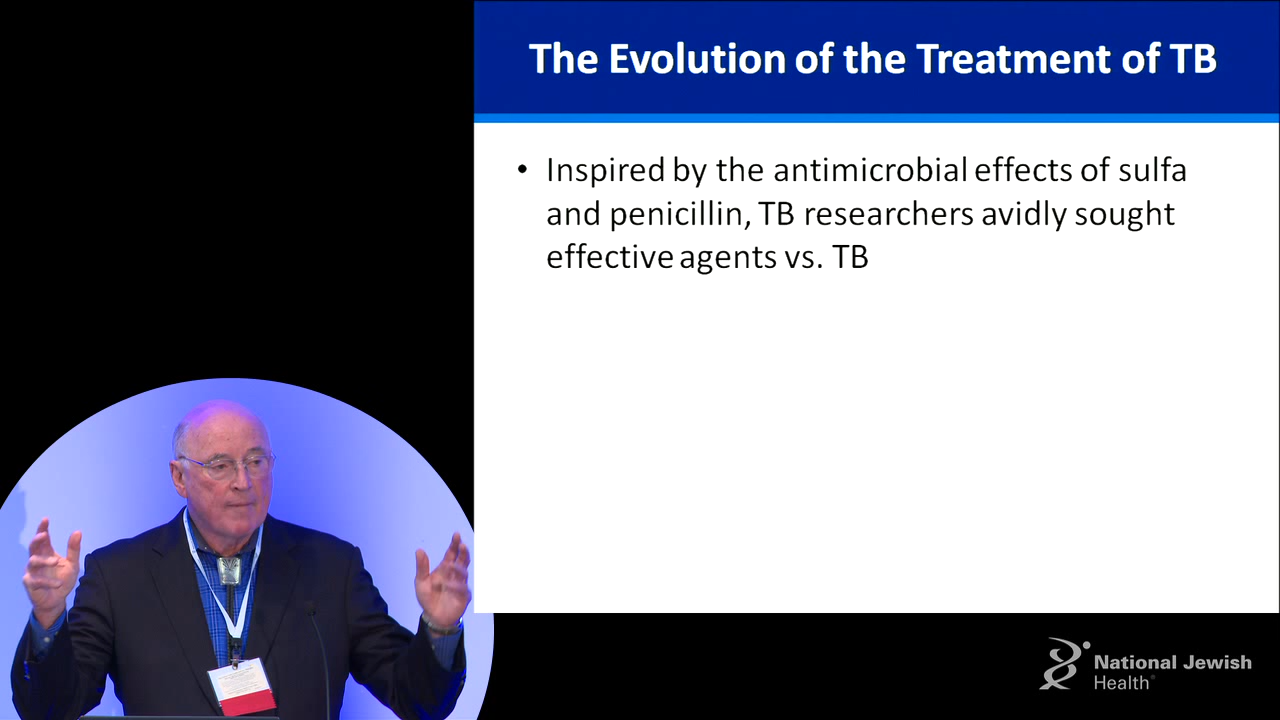 The Evolution of the Treatment of TB
• Inspired by the antimicrobial effects of sulfa
and penicillin, TB researchers avidly sought
effective agents vs. TB
National Jewish
Health®